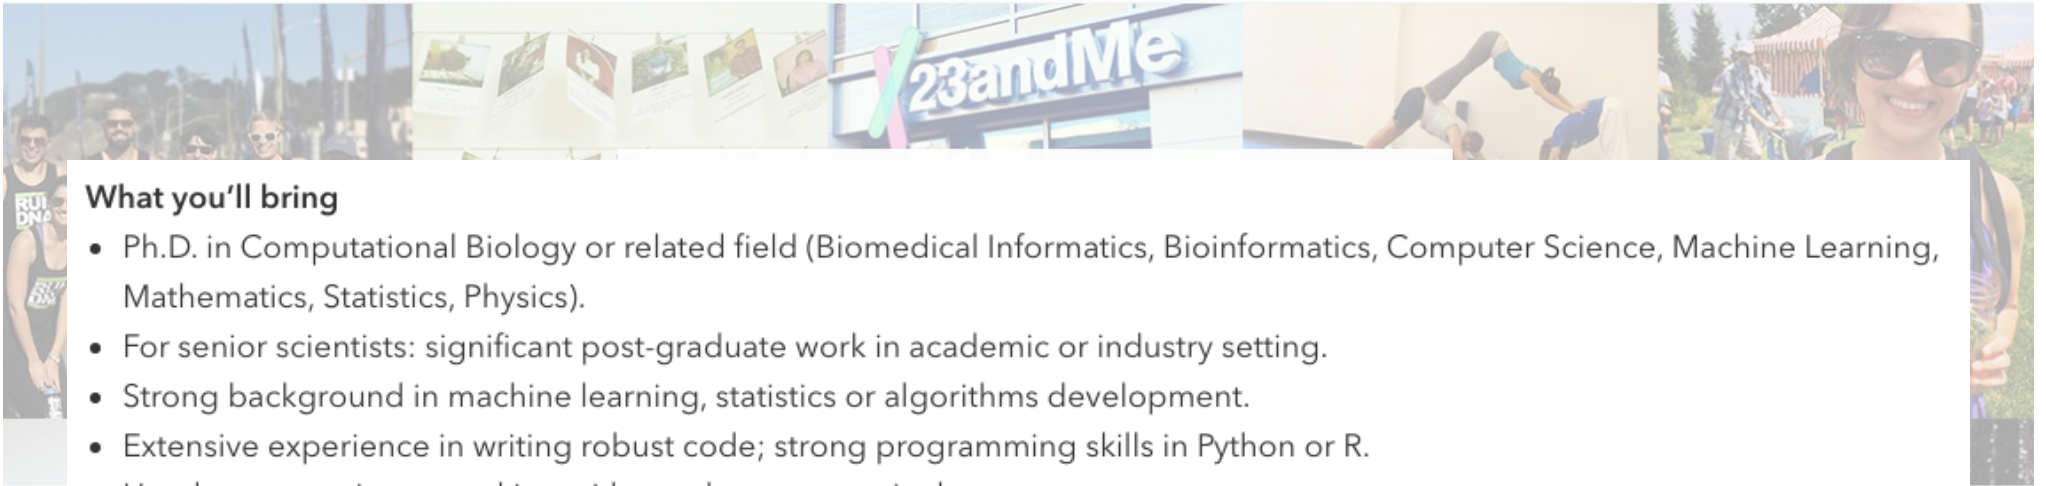 23andMe
RUN
DNA
What you’ll bring
• Ph.D. in Computational Biology or related field (Biomedical Informatics, Bioinformatics, Computer Science, Machine Learning,
Mathematics, Statistics, Physics).
• For senior scientists: significant post-graduate work in academic or industry setting.
• Strong background in machine learning, statistics or algorithms development.
• Extensive experience in writing robust code; strong programming skills in Python or R.